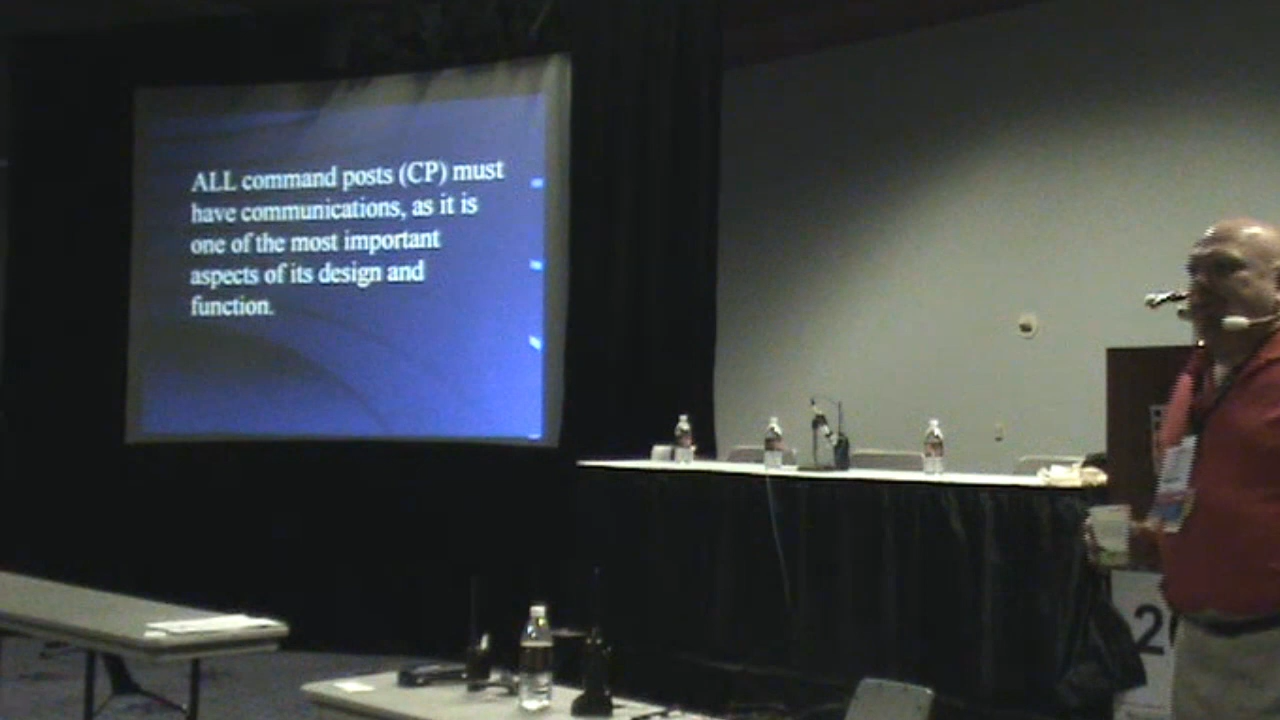 ALL command posts (CP) must
have communications, as it is
one of the most important
aspects of its design and
function.